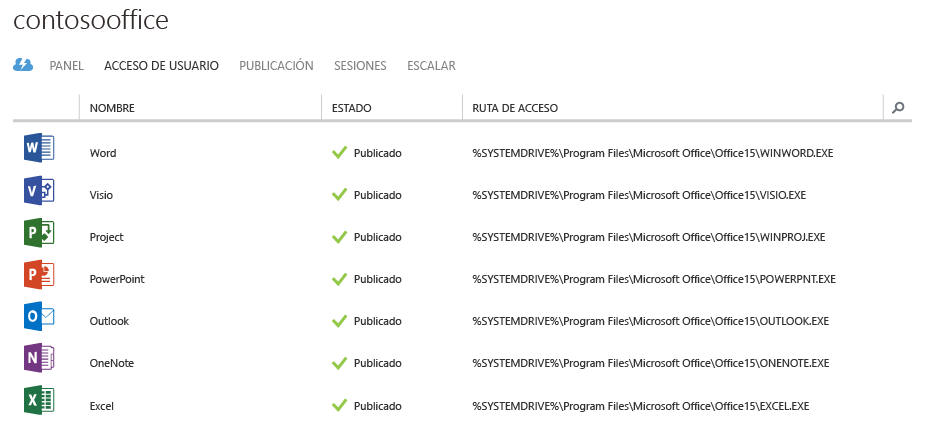 contosooffice
PANEL ACCESO DE USUARIO PUBLICACIÓN SESIONES ESCALAR
NOMBRE ESTADO RUTA DE ACCESO
W Word Publicado %SYSTEMDRIVE%\Program Files\Microsoft Office\Office15\WINWORD.EXE
V Visio Publicado %SYSTEMDRIVE%\Program Files\Microsoft Office\Office15\VISIO.EXE
P Project Publicado %SYSTEMDRIVE%\Program Files\Microsoft Office\Office15\WINPROJ.EXE
P PowerPoint Publicado %SYSTEMDRIVE%\Program Files\Microsoft Office\Office15\POWERPNT.EXE
O Outlook Publicado %SYSTEMDRIVE%\Program Files\Microsoft Office\Office15\OUTLOOK.EXE
N OneNote Publicado %SYSTEMDRIVE%\Program Files\Microsoft Office\Office15\ONENOTE.EXE
X Excel Publicado %SYSTEMDRIVE%\Program Files\Microsoft Office\Office15\EXCEL.EXE